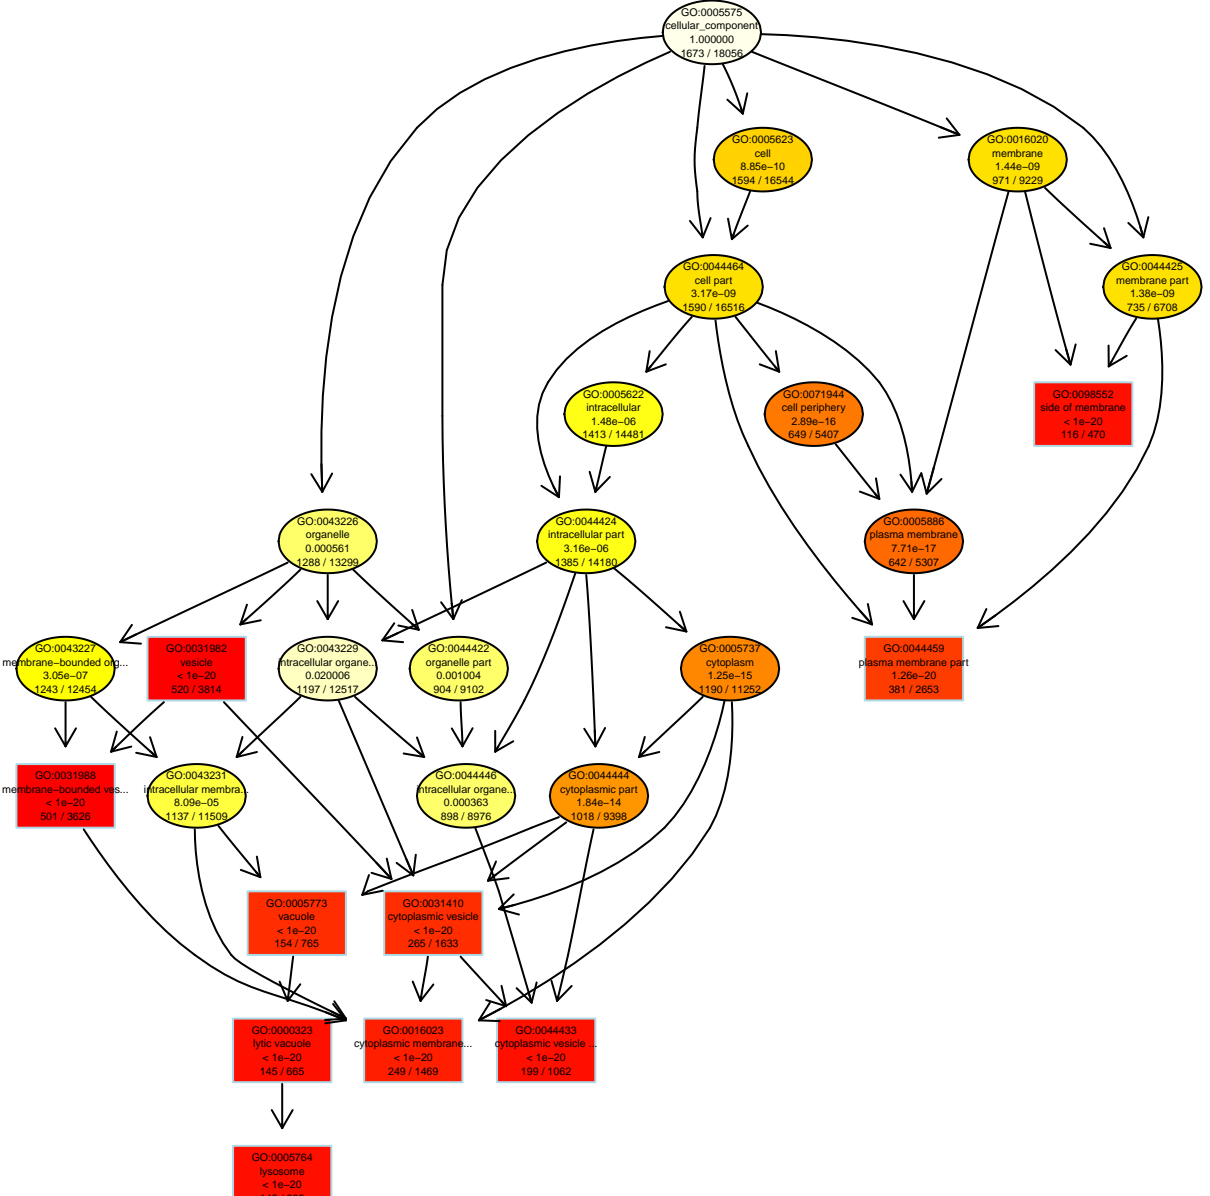 GO:0005575
cellular_component
1.000000
1673 / 18056
GO:0005623
cell
8.85e−10
1594 / 16544
GO:0016020
membrane
1.44e−09
971 / 9229
GO:0044464
cell part
3.17e−09
1590 / 16516
GO:0044425
membrane part
1.38e−09
735 / 6708
GO:0005622
intracellular
1.48e−06
1413 / 14481
GO:0071944
cell periphery
2.89e−16
649 / 5407
GO:0098552
side of membrane
< 1e−20
116 / 470
GO:0043226
organelle
0.000561
1288 / 13299
GO:0044424
intracellular part
3.16e−06
1385 / 14180
GO:0005886
plasma membrane
7.71e−17
642 / 5307
GO:0043227
membrane−bounded org...
3.05e−07
1243 / 12454
GO:0031982
vesicle
< 1e−20
520 / 3814
GO:0043229
intracellular organe...
0.020006
1197 / 12517
GO:0044422
organelle part
0.001004
904 / 9102
GO:0005737
cytoplasm
1.25e−15
1190 / 11252
GO:0044459
plasma membrane part
1.26e−20
381 / 2653
GO:0031988
membrane−bounded ves...
< 1e−20
501 / 3626
GO:0043231
intracellular membra...
8.09e−05
1137 / 11509
GO:0044446
intracellular organe...
0.000363
898 / 8976
GO:0044444
cytoplasmic part
1.84e−14
1018 / 9398
GO:0005773
vacuole
< 1e−20
154 / 765
GO:0031410
cytoplasmic vesicle
< 1e−20
265 / 1633
GO:0000323
lytic vacuole
< 1e−20
145 / 665
GO:0016023
cytoplasmic membrane...
< 1e−20
249 / 1469
GO:0044433
cytoplasmic vesicle ...
< 1e−20
199 / 1062
GO:0005764
lysosome
< 1e−20